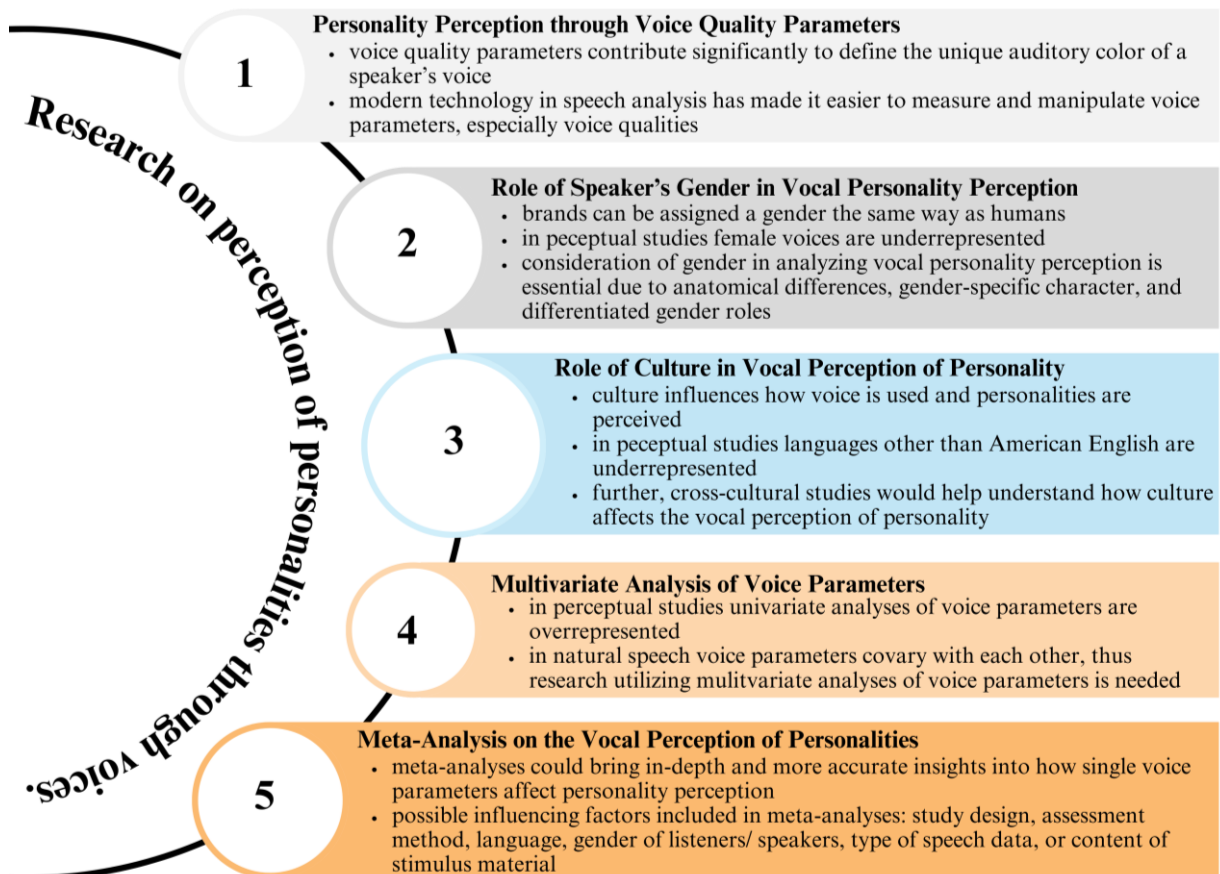 Research on perception of personalities through voices.
1
Personality Perception through Voice Quality Parameters
• voice quality parameters contribute significantly to define the unique auditory color of a
speaker's voice
• modern technology in speech analysis has made it easier to measure and manipulate voice
parameters, especially voice qualities
2
Role of Speaker's Gender in Vocal Personality Perception
• brands can be assigned a gender the same way as humans
• in peceptual studies female voices are underrepresented
• consideration of gender in analyzing vocal personality perception is
essential due to anatomical differences, gender-specific character, and
differentiated gender roles
3
Role of Culture in Vocal Perception of Personality
• culture influences how voice is used and personalities are
perceived
• in peceptual studies languages other than American English are
underrepresented
• further, cross-cultural studies would help understand how culture
affects the vocal perception of personality
4
Multivariate Analysis of Voice Parameters
• in perceptual studies univariate analyses of voice parameters are
overrepresented
• in natural speech voice parameters covary with each other, thus
research utilizing mulitvariate analyses of voice parameters is needed
5
Meta-Analysis on the Vocal Perception of Personalities
• meta-analyses could bring in-depth and more accurate insights into how single voice
parameters affect personality perception
• possible influencing factors included in meta-analyses: study design, assessment
method, language, gender of listeners/ speakers, type of speech data, or content of
stimulus material